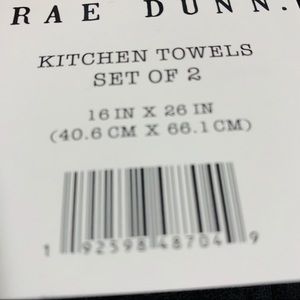 RAE DUNN.
KITCHEN TOWELS
SET OF 2
16 IN X 26 IN
(40.6 CM X 66.1 CM)
1 92598 48704 9